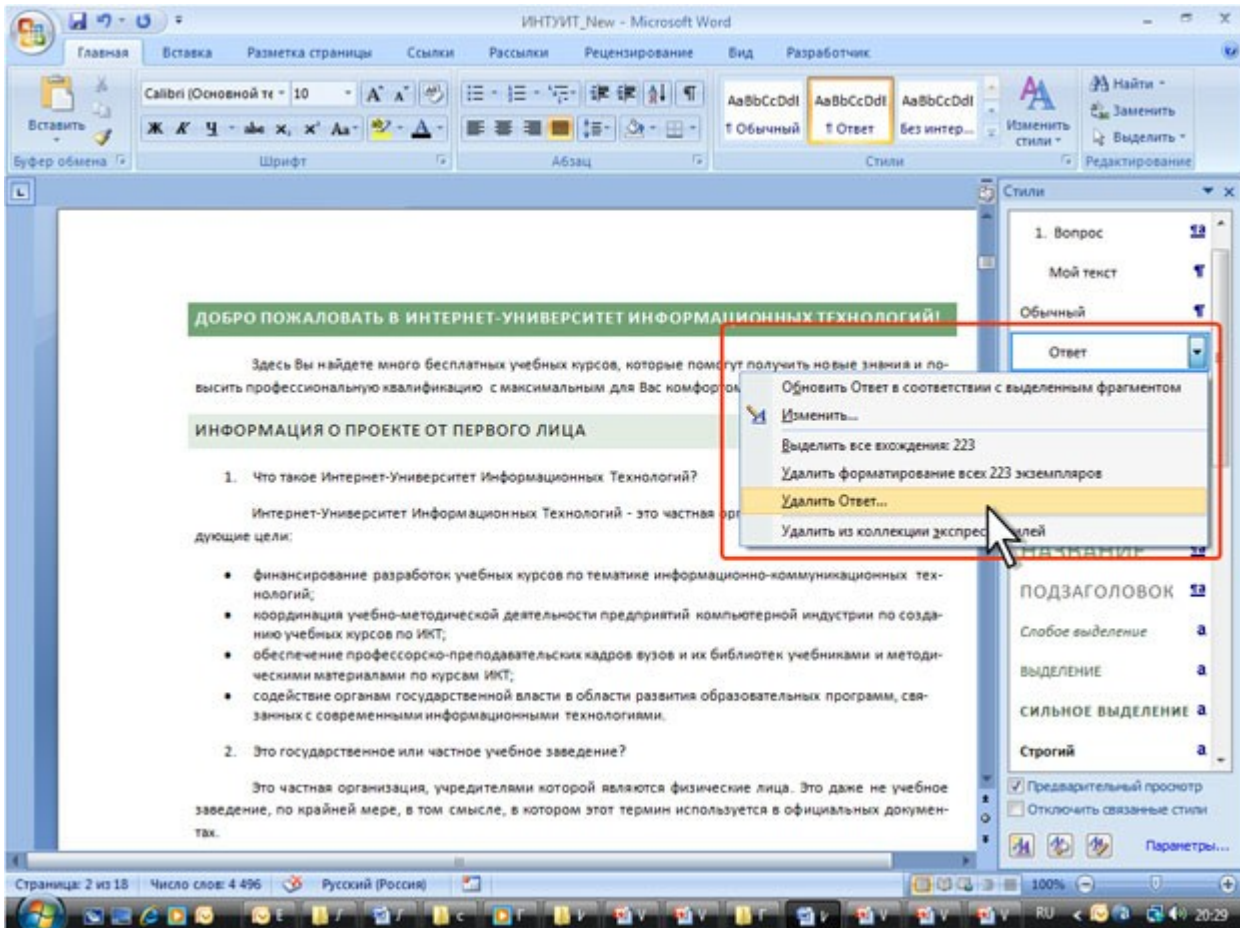 ИНТУИТ_New - Microsoft Word
Главная Вставка Разметка страницы Ссылки Рассылки Рецензирование Вид Разработчик
Calibri (Основной те 10
Найти
Заменить
Выделить
Вставить
Ж К Ч abe x, x² Aa
AaBbCcDdI AaBbCcDdI AaBbCcDdI
¶ Обычный ¶ Ответ Без интер...
Изменить стили
Буфер обмена Шрифт Абзац Стили Редактирование
Стили
1. Вопрос
Мой текст
Обычный
Ответ
ДОБРО ПОЖАЛОВАТЬ В ИНТЕРНЕТ-УНИВЕРСИТЕТ ИНФОРМАЦИОННЫХ ТЕХНОЛОГИЙ!
Здесь Вы найдете много бесплатных учебных курсов, которые помогут получить новые знания и по-
высить профессиональную квалификацию с максимальным для Вас комфортом
Обновить Ответ в соответствии с выделенным фрагментом
Изменить...
Выделить все вхождения: 223
Удалить форматирование всех 223 экземпляров
Удалить Ответ...
Удалить из коллекции экспресс-стилей
ИНФОРМАЦИЯ О ПРОЕКТЕ ОТ ПЕРВОГО ЛИЦА
1. Что такое Интернет-Университет Информационных Технологий?
Интернет-Университет Информационных Технологий - это частная
дующие цели:
• финансирование разработок учебных курсов по тематике информационно-коммуникационных тех-
нологий;
• координация учебно-методической деятельности предприятий компьютерной индустрии по созда-
нию учебных курсов по ИКТ;
• обеспечение профессорско-преподавательских кадров вузов и их библиотек учебниками и методи-
ческими материалами по курсам ИКТ;
• содействие органам государственной власти в области развития образовательных программ, свя-
занных с современными информационными технологиями.
2. Это государственное или частное учебное заведение?
Это частная организация, учредителями которой являются физические лица. Это даже не учебное
заведение, по крайней мере, в том смысле, в котором этот термин используется в официальных докумен-
тах.
НАЗВАНИЕ
ПОДЗАГОЛОВОК
Слабое выделение
ВЫДЕЛЕНИЕ
СИЛЬНОЕ ВЫДЕЛЕНИЕ
Строгий
Предварительный просмотр
Отключить связанные стили
Параметры...
Страница: 2 из 18 Число слов: 4 496 Русский (Россия) 100%
RU 20:29